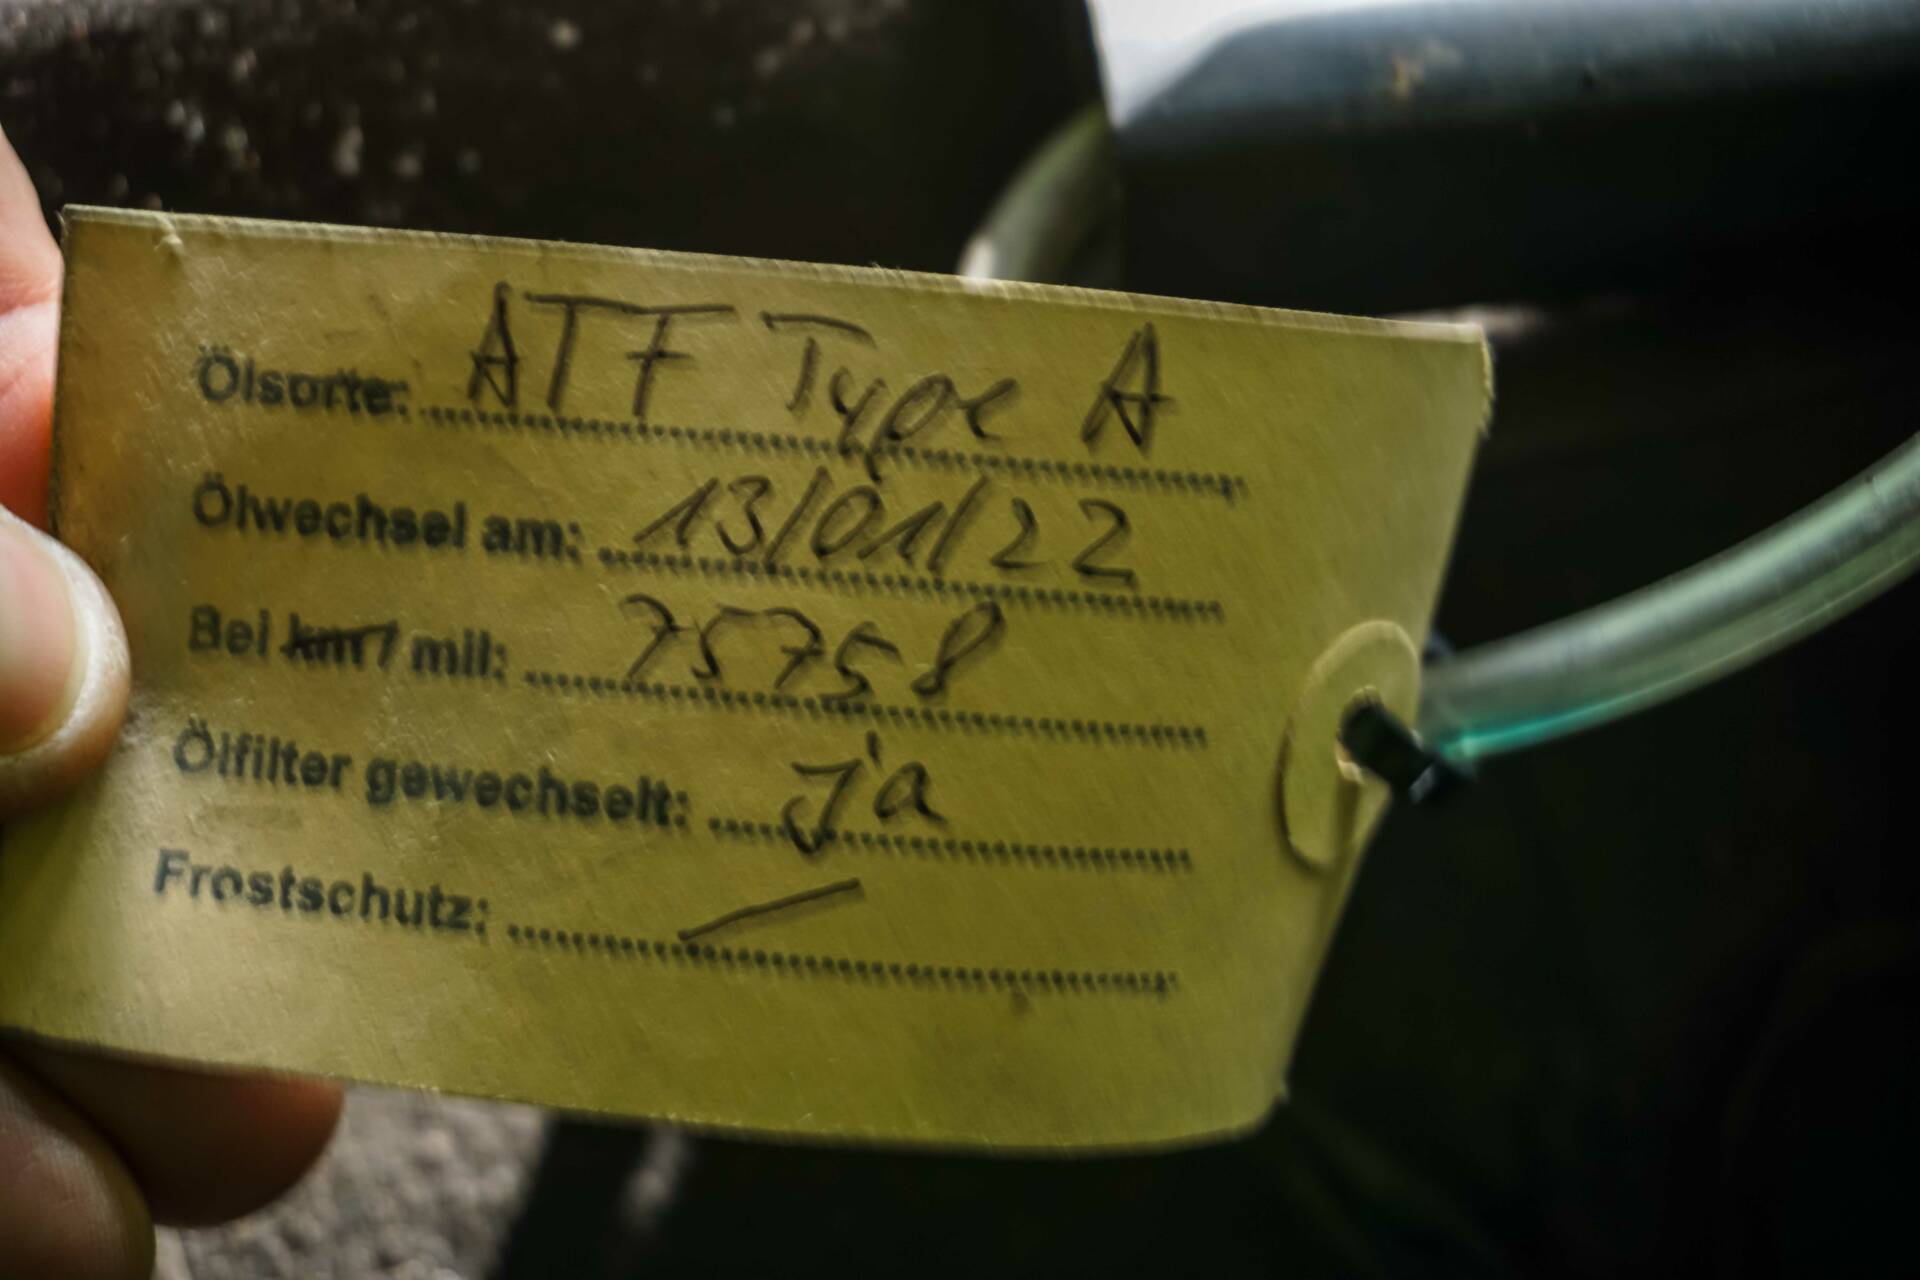 Ölsorte: ATF Type A
Ölwechsel am: 13/01/22
Bei km / mil: 75758
Ölfilter gewechselt: ja
Frostschutz: —